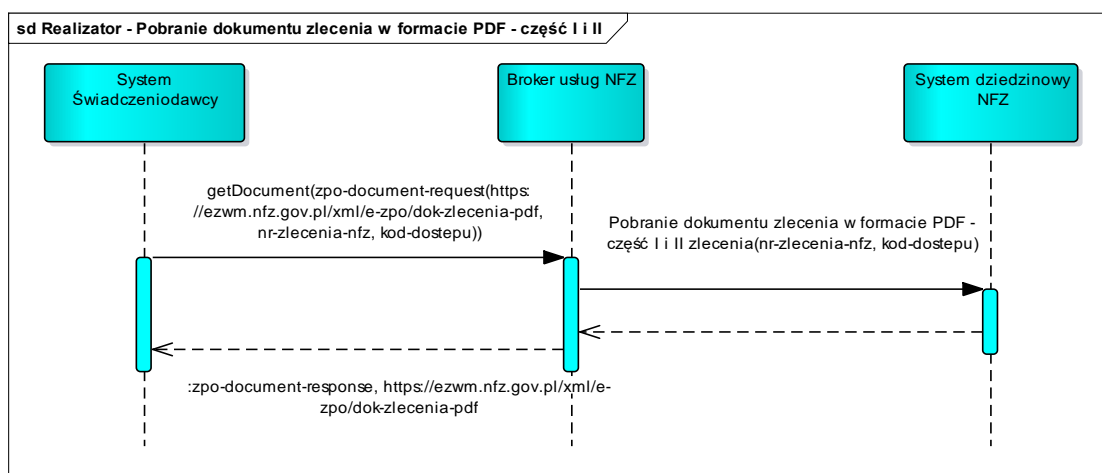 sd Realizator - Pobranie dokumentu zlecenia w formacie PDF - część I i II
System
Świadczeniodawcy
Broker usług NFZ
System dziedzinowy
NFZ
getDocument(zpo-document-request(https:
//ezwm.nfz.gov.pl/xml/e-zpo/dok-zlecenia-pdf,
nr-zlecenia-nfz, kod-dostepu))
Pobranie dokumentu zlecenia w formacie PDF -
część I i II zlecenia(nr-zlecenia-nfz, kod-dostepu)
:zpo-document-response, https://ezwm.nfz.gov.pl/xml/e-
zpo/dok-zlecenia-pdf